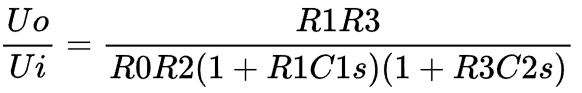 Uo/Ui = R1R3/(R0R2(1 + R1C1s)(1 + R3C2s))